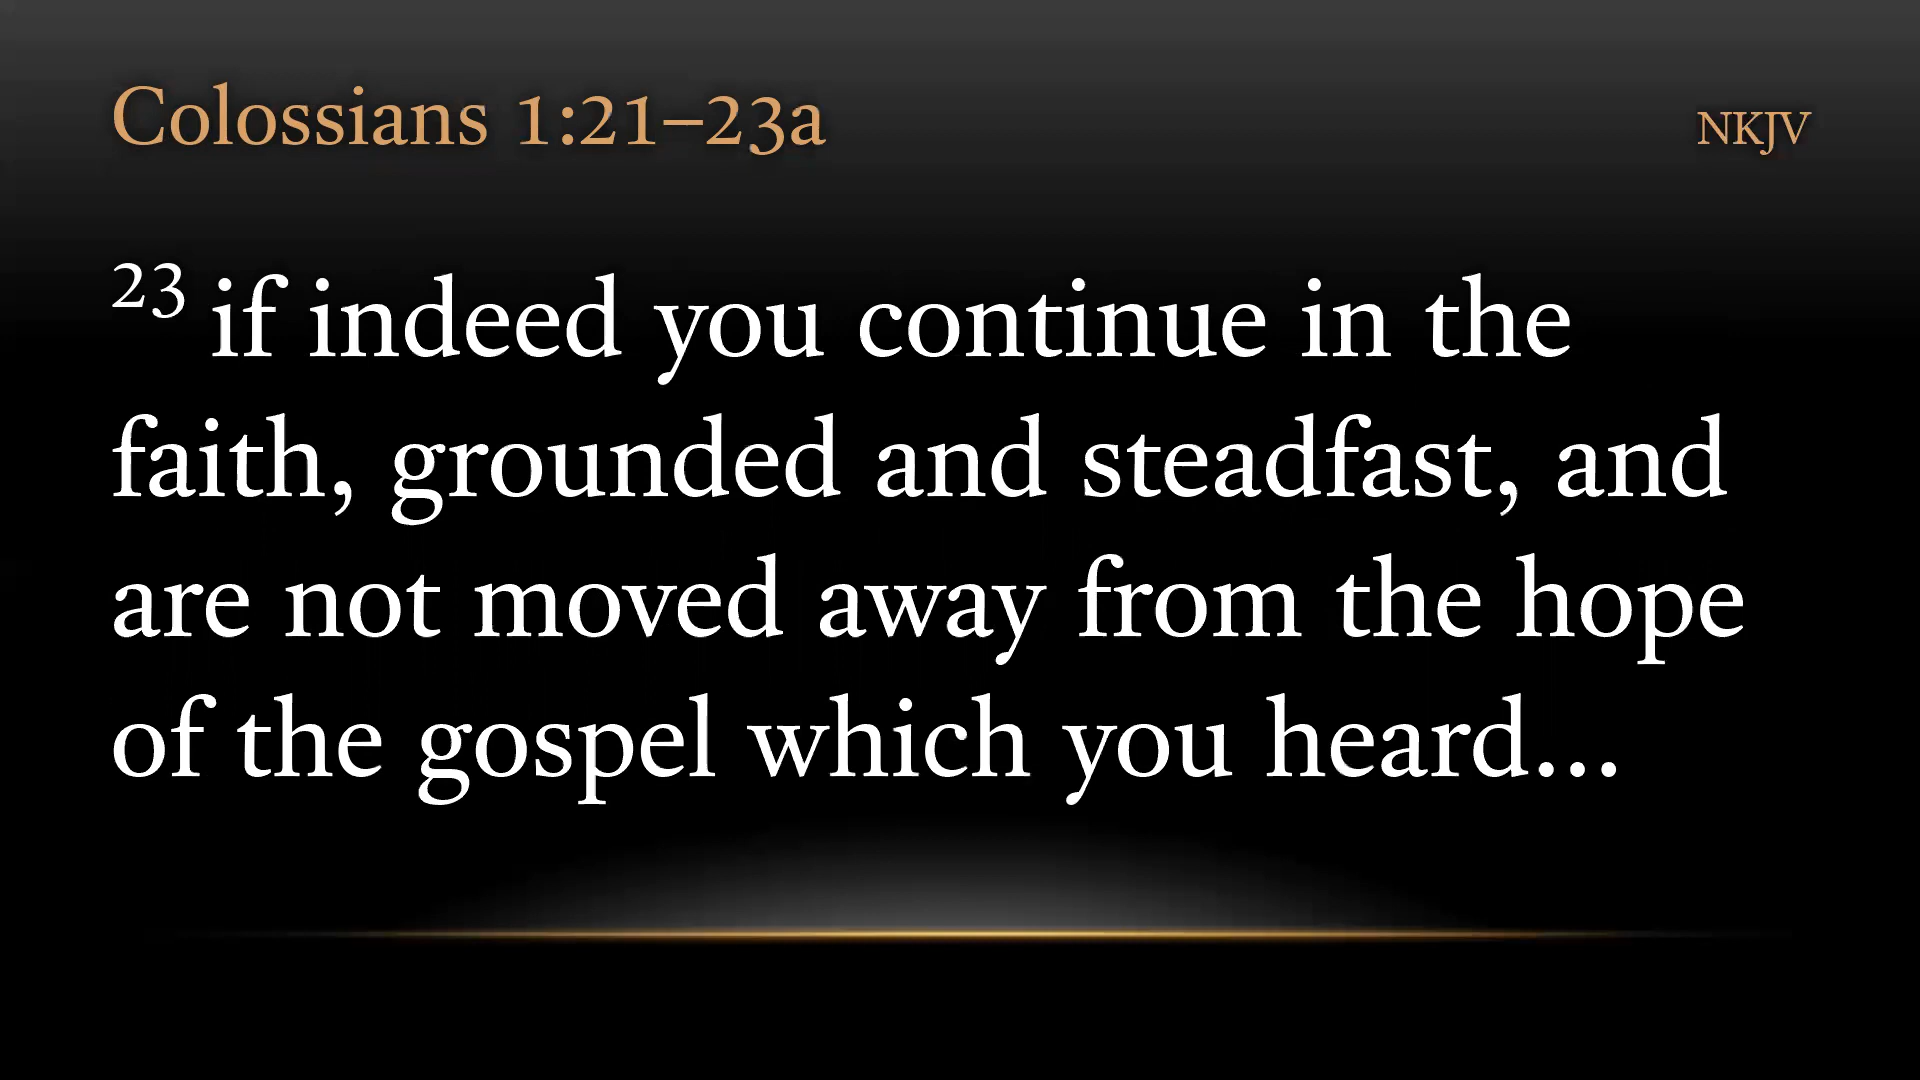 Colossians 1:21–23a
NKJV
23 if indeed you continue in the
faith, grounded and steadfast, and
are not moved away from the hope
of the gospel which you heard…